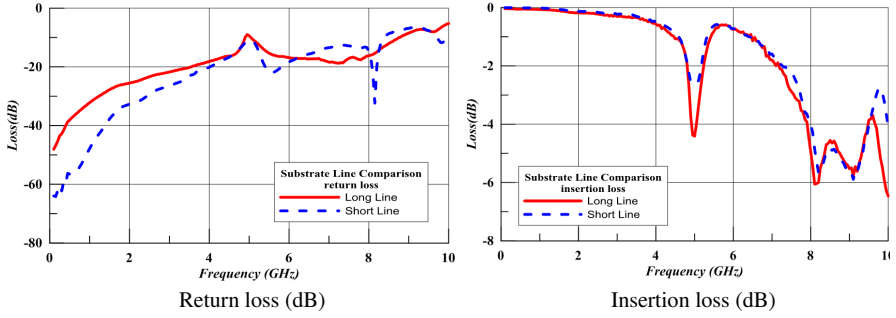 0
-20
-40
-60
-80
Loss(dB)
Substrate Line Comparison
return loss
Long Line
Short Line
0
2
4
6
8
10
Frequency (GHz)
Return loss (dB)
0
-2
-4
-6
-8
Loss(dB)
Substrate Line Comparison
insertion loss
Long Line
Short Line
0
2
4
6
8
10
Frequency (GHz)
Insertion loss (dB)